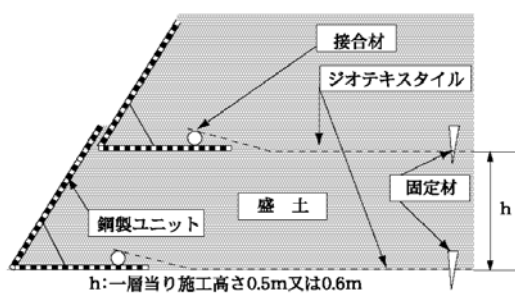 接合材
ジオテキスタイル
固定材
h
盛 土
鋼製ユニット
h:一層当り施工高さ0.5m又は0.6m